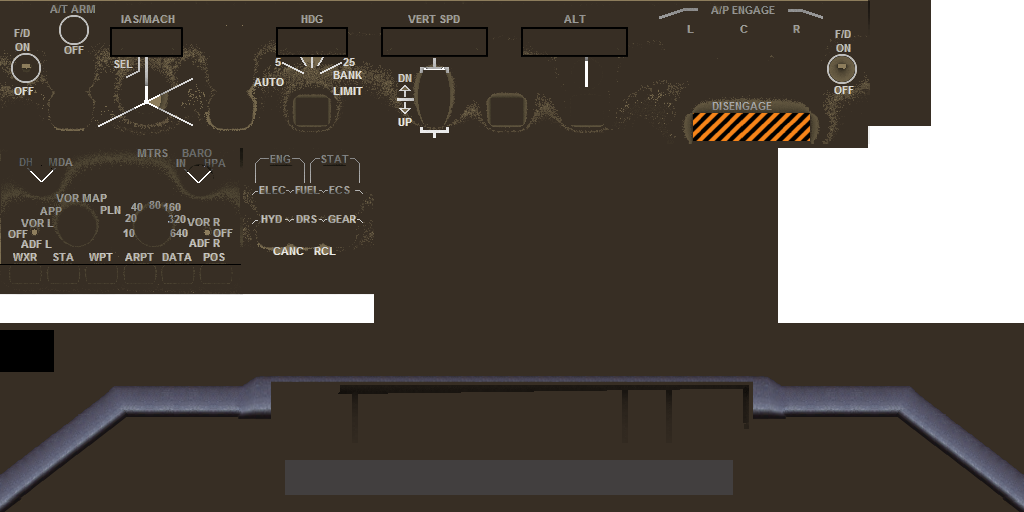 A/T ARM
IAS/MACH
HDG
VERT SPD
ALT
A/P ENGAGE
F/D
ON
OFF
OFF
L C R
F/D
ON
OFF
SEL
5 25
AUTO
BANK
LIMIT
DN
UP
DISENGAGE
DH MDA
MTRS BARO
IN HPA
ENG STAT
ELEC FUEL ECS
HYD DRS GEAR
CANC RCL
VOR MAP
APP PLN
VOR L
OFF
ADF L
40 80 160
20 320
10 640
VOR R
OFF
ADF R
WXR STA WPT ARPT DATA POS